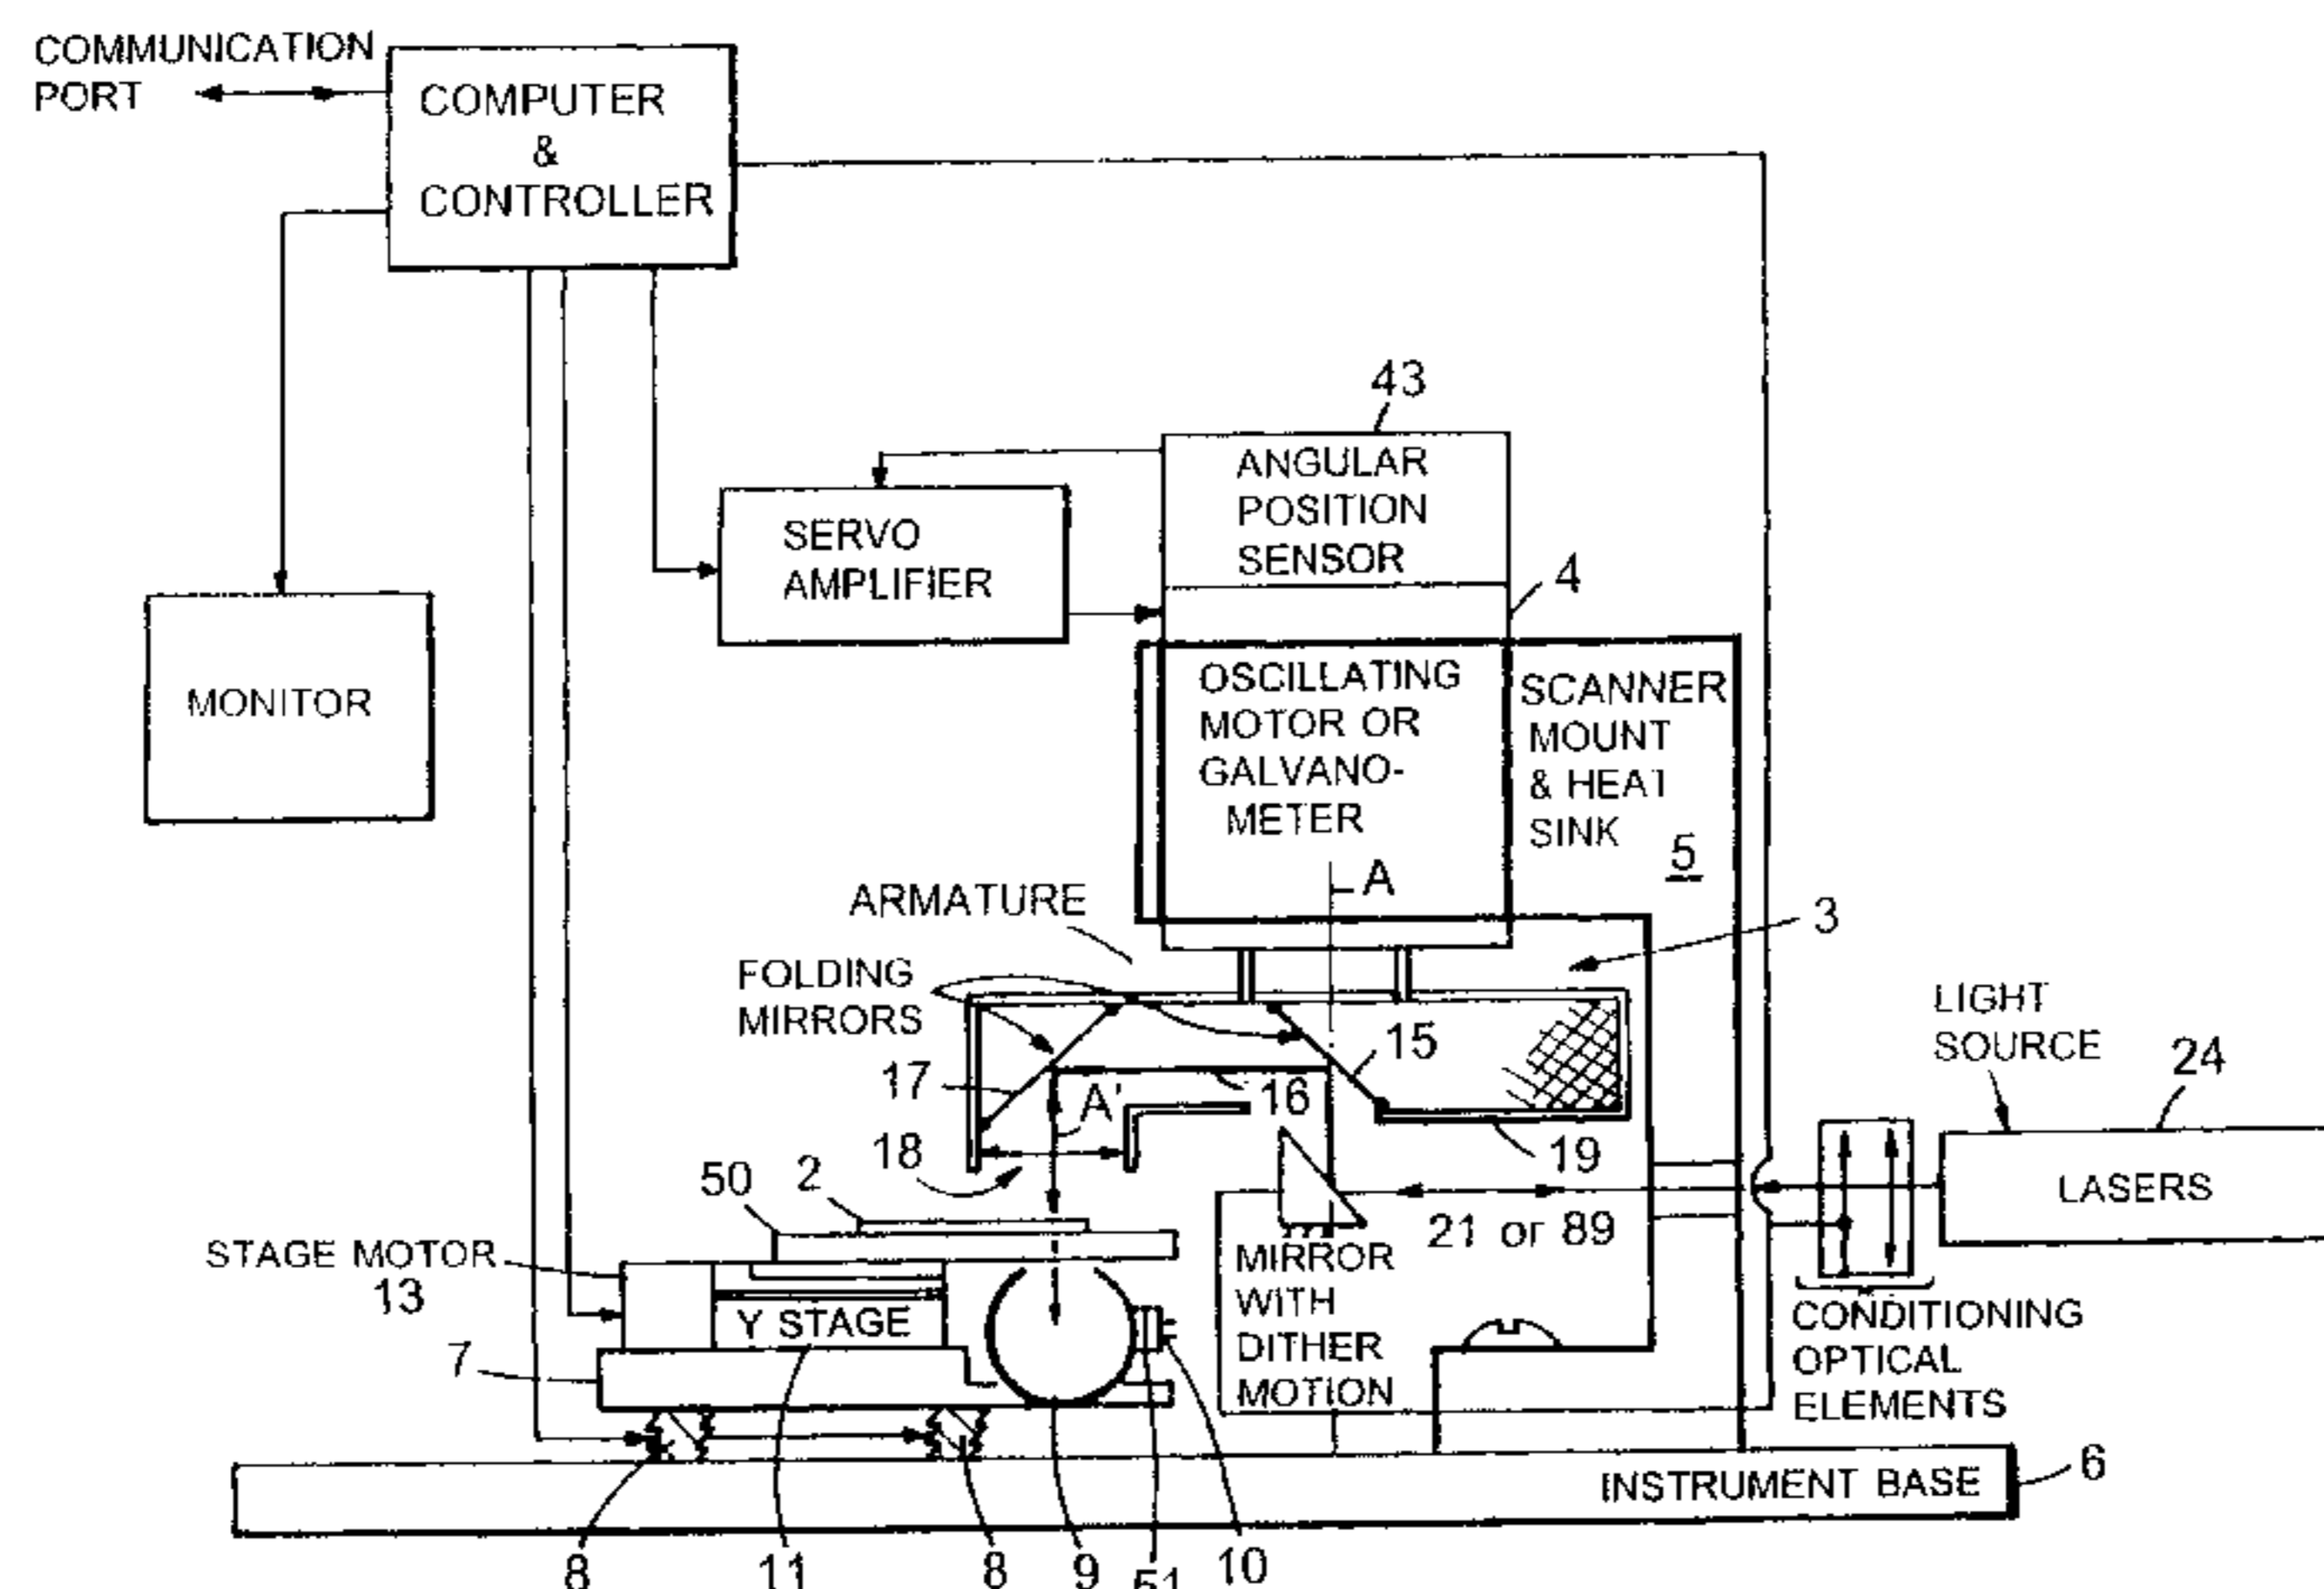 COMMUNICATION
PORT
COMPUTER
&
CONTROLLER
43
ANGULAR
POSITION
SENSOR
SERVO
AMPLIFIER
4
MONITOR
OSCILLATING
MOTOR OR
GALVANO-
METER
SCANNER
MOUNT
& HEAT
SINK
5
A
ARMATURE
3
FOLDING
MIRRORS
LIGHT
SOURCE
24
15
17
A'
16
18
19
50
2
LASERS
21 or 89
STAGE MOTOR
13
MIRROR
WITH
DITHER
MOTION
Y STAGE
CONDITIONING
OPTICAL
ELEMENTS
7
INSTRUMENT BASE
6
8
11
8
9
51
10